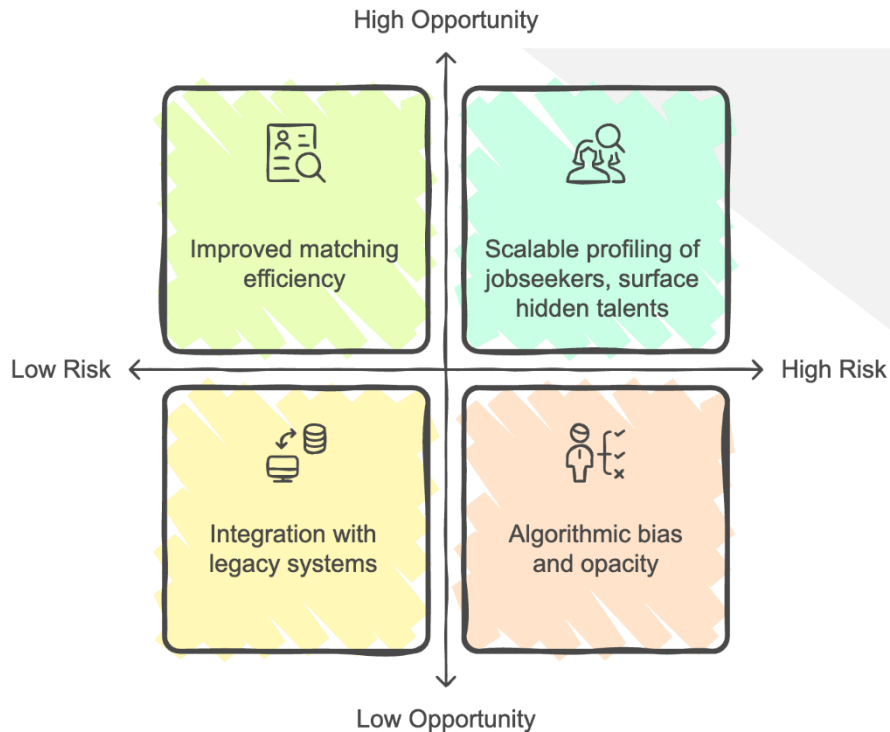 High Opportunity
Improved matching
efficiency
Scalable profiling of
jobseekers, surface
hidden talents
Low Risk
High Risk
Integration with
legacy systems
Algorithmic bias
and opacity
Low Opportunity